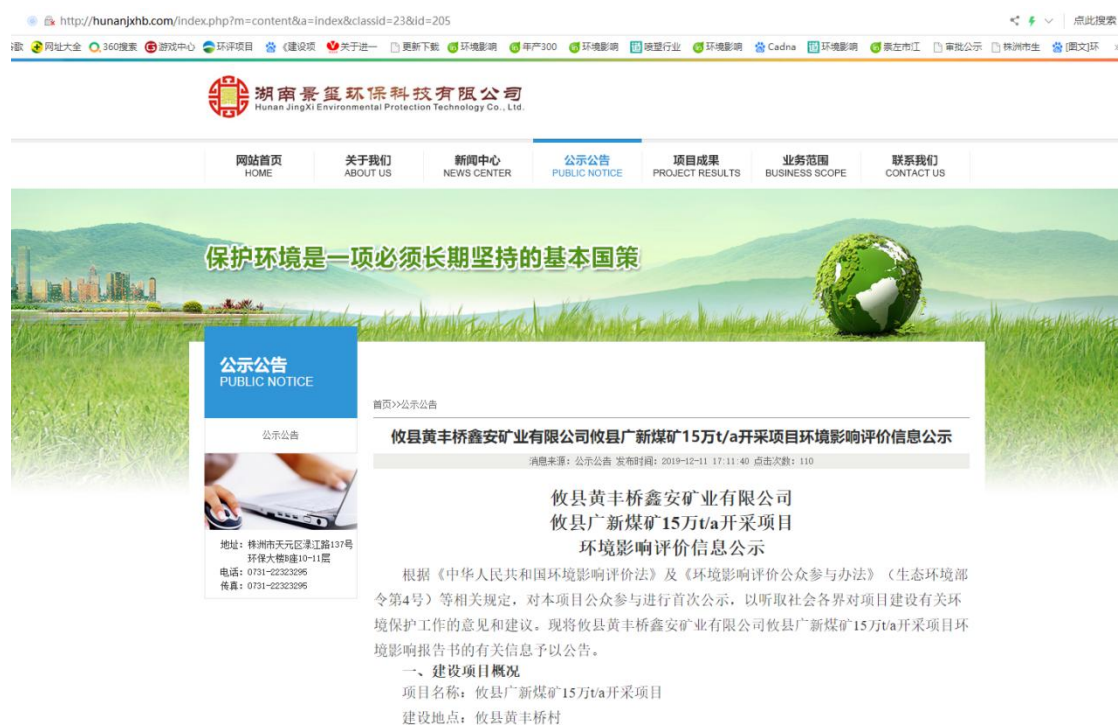 http://hunanjxhb.com/index.php?m=content&a=index&classid=23&id=205
点此搜索
网址大全 360搜索 游戏中心 环评项目 《建设项 关于进一 更新下载 环境影响 年产300 环境影响 喷塑行业 环境影响 Cadna 环境影响 崇左市江 审批公示 株洲市生 [图文]环
湖南景玺环保科技有限公司
Hunan JingXi Environmental Protection Technology Co., Ltd.
网站首页 关于我们 新闻中心 公示公告 项目成果 业务范围 联系我们
HOME ABOUT US NEWS CENTER PUBLIC NOTICE PROJECT RESULTS BUSINESS SCOPE CONTACT US
保护环境是一项必须长期坚持的基本国策
公示公告
PUBLIC NOTICE
公示公告
地址：株洲市天元区渌江路137号
环保大楼B座10-11层
电话：0731-22323295
传真：0731-22323295
首页>>公示公告
攸县黄丰桥鑫安矿业有限公司攸县广新煤矿15万t/a开采项目环境影响评价信息公示
消息来源：公示公告 发布时间：2019-12-11 17:11:40 点击次数：110
攸县黄丰桥鑫安矿业有限公司
攸县广新煤矿15万t/a开采项目
环境影响评价信息公示
根据《中华人民共和国环境影响评价法》及《环境影响评价公众参与办法》（生态环境部
令第4号）等相关规定，对本项目公众参与进行首次公示，以听取社会各界对项目建设有关环
境保护工作的意见和建议。现将攸县黄丰桥鑫安矿业有限公司攸县广新煤矿15万t/a开采项目环
境影响报告书的有关信息予以公告。
一、建设项目概况
项目名称：攸县广新煤矿15万t/a开采项目
建设地点：攸县黄丰桥村